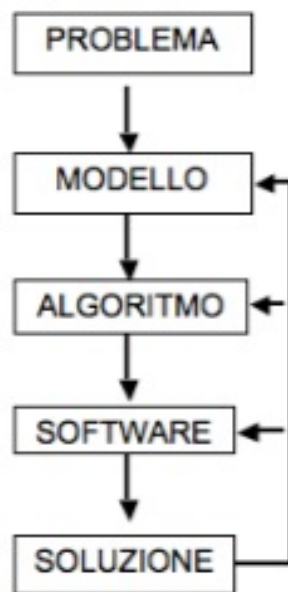 PROBLEMA
MODELLO
ALGORITMO
SOFTWARE
SOLUZIONE